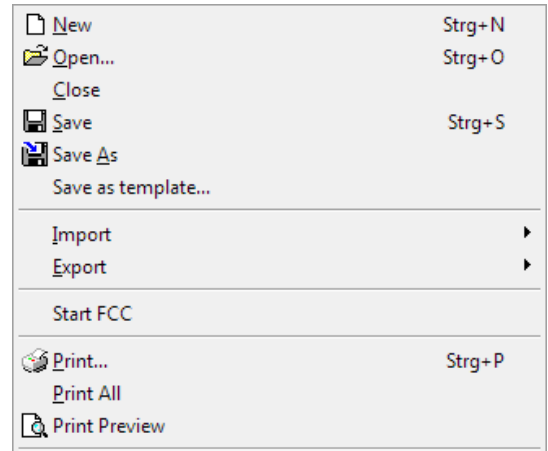 New Strg+N
Open... Strg+O
Close
Save Strg+S
Save As
Save as template...
Import
Export
Start FCC
Print... Strg+P
Print All
Print Preview